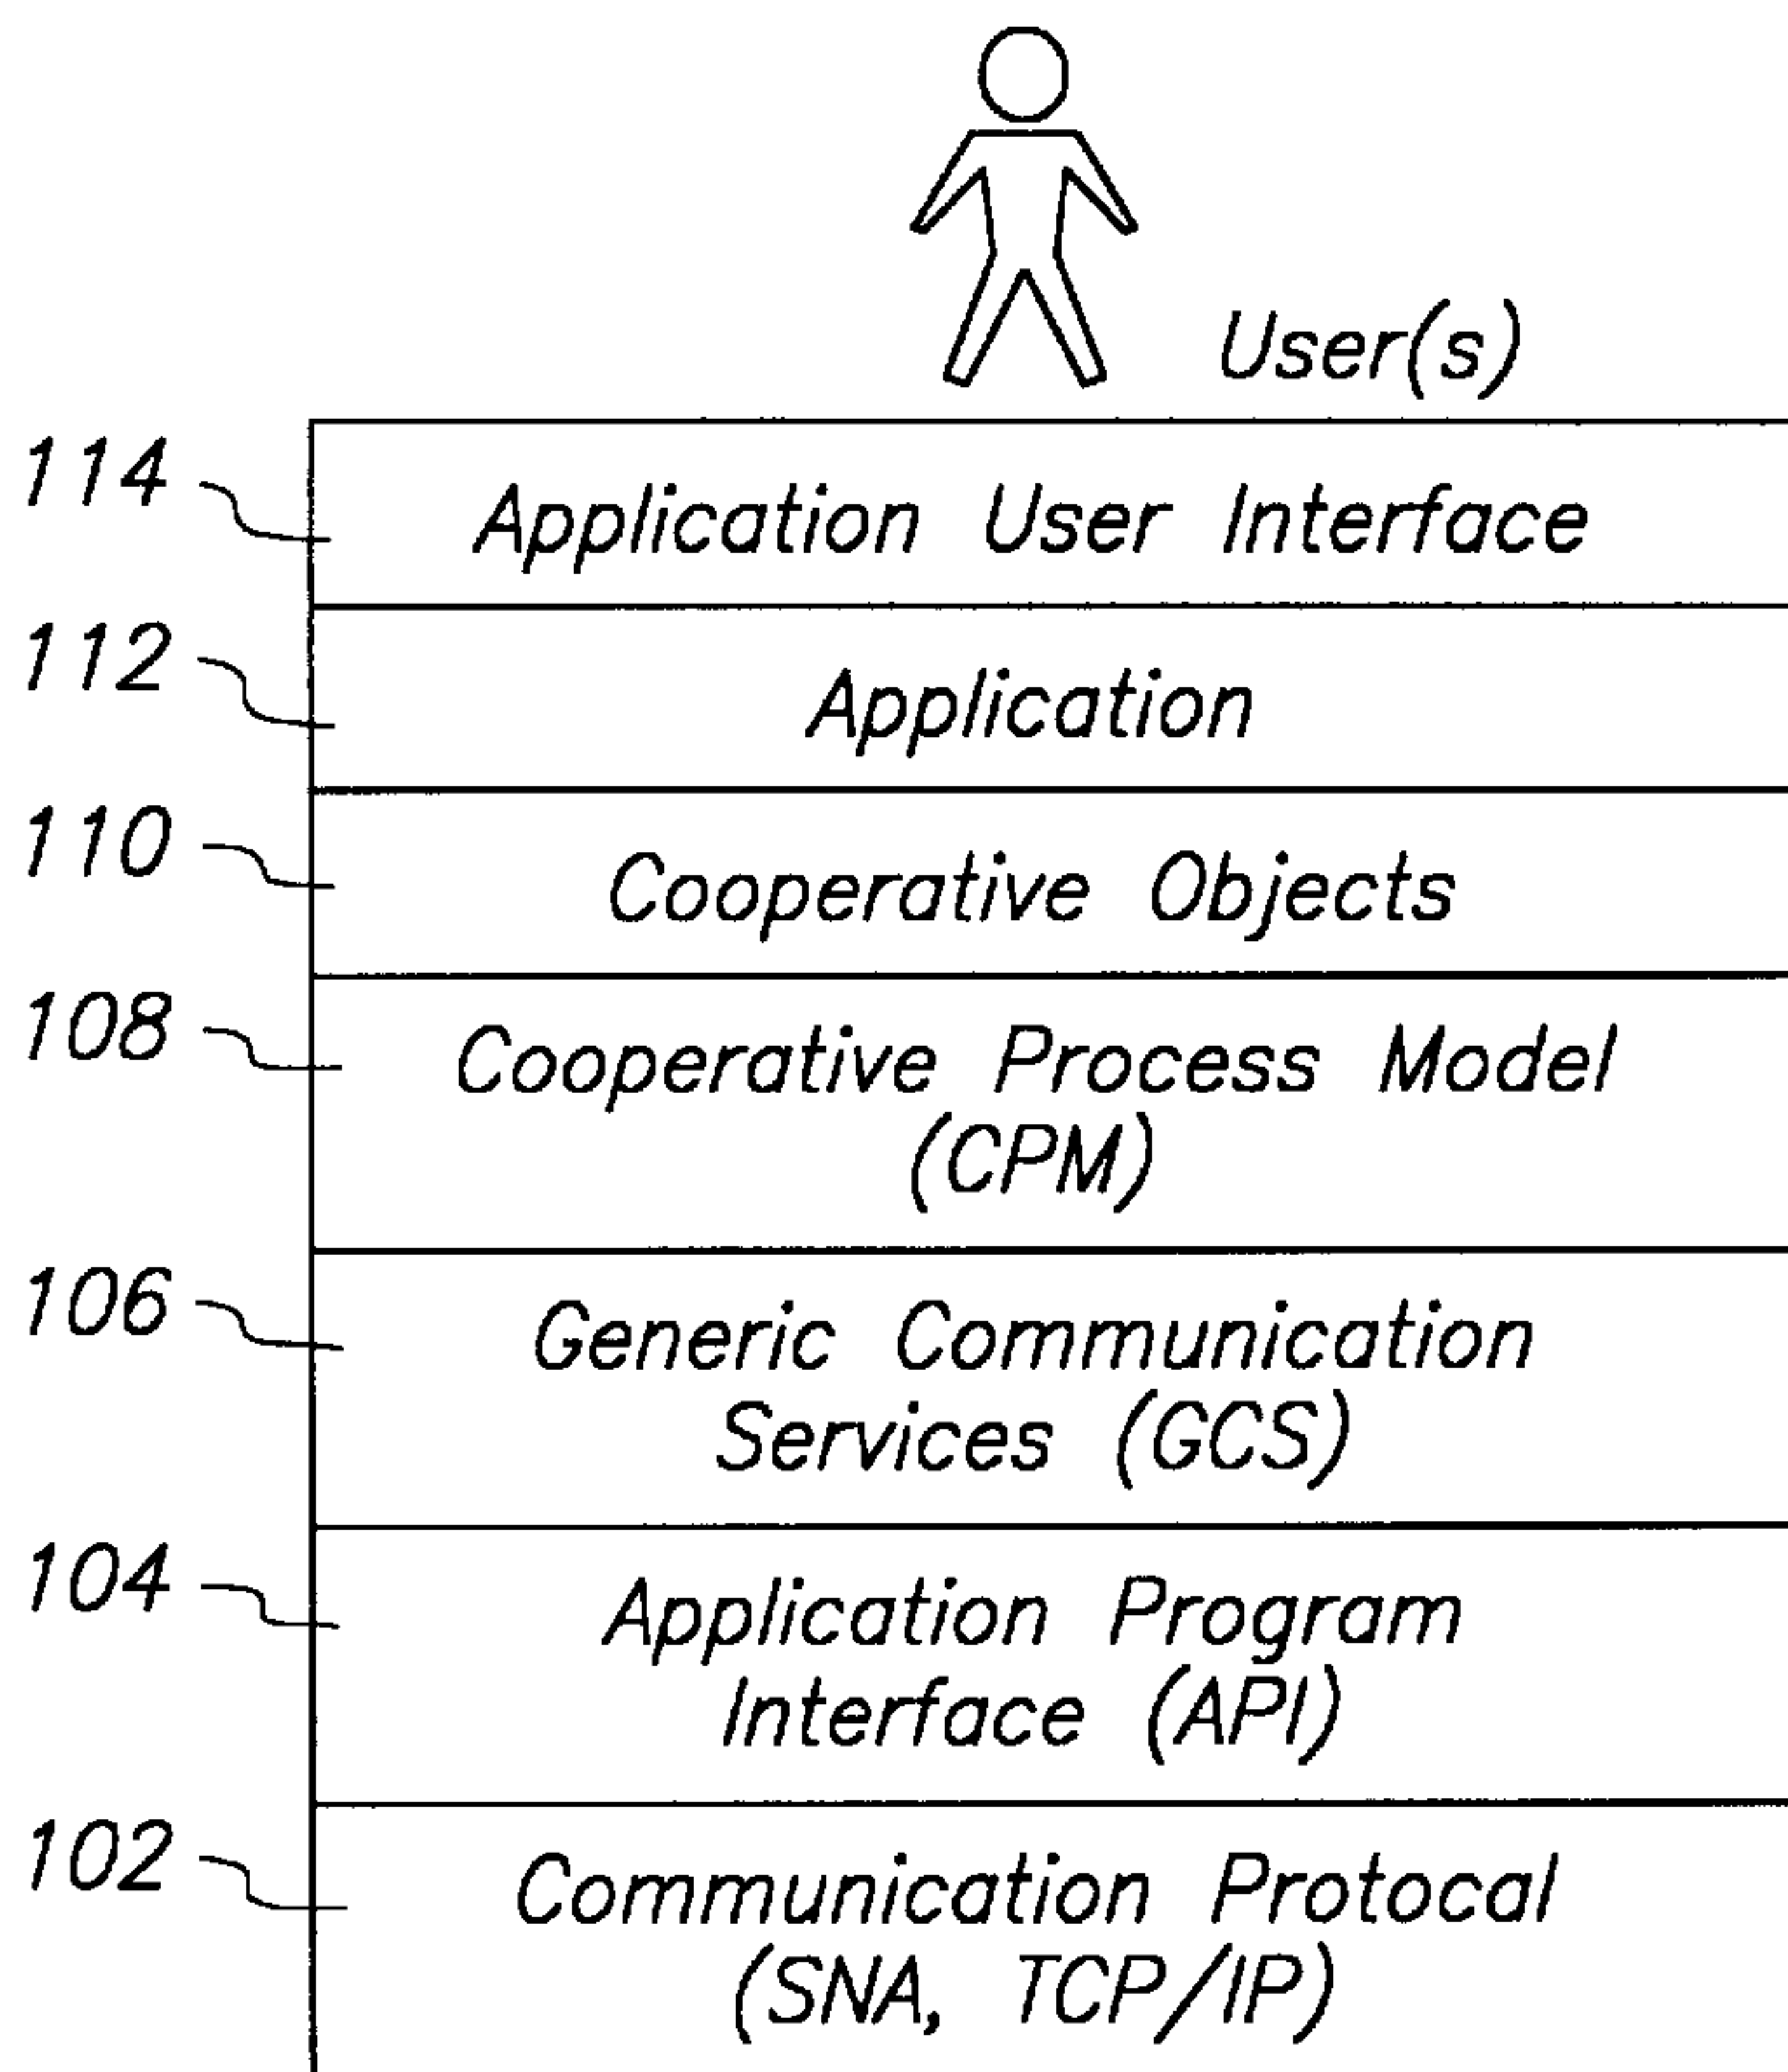 User(s)
114
Application User Interface
112
Application
110
Cooperative Objects
108
Cooperative Process Model
(CPM)
106
Generic Communication
Services (GCS)
104
Application Program
Interface (API)
102
Communication Protocal
(SNA, TCP/IP)